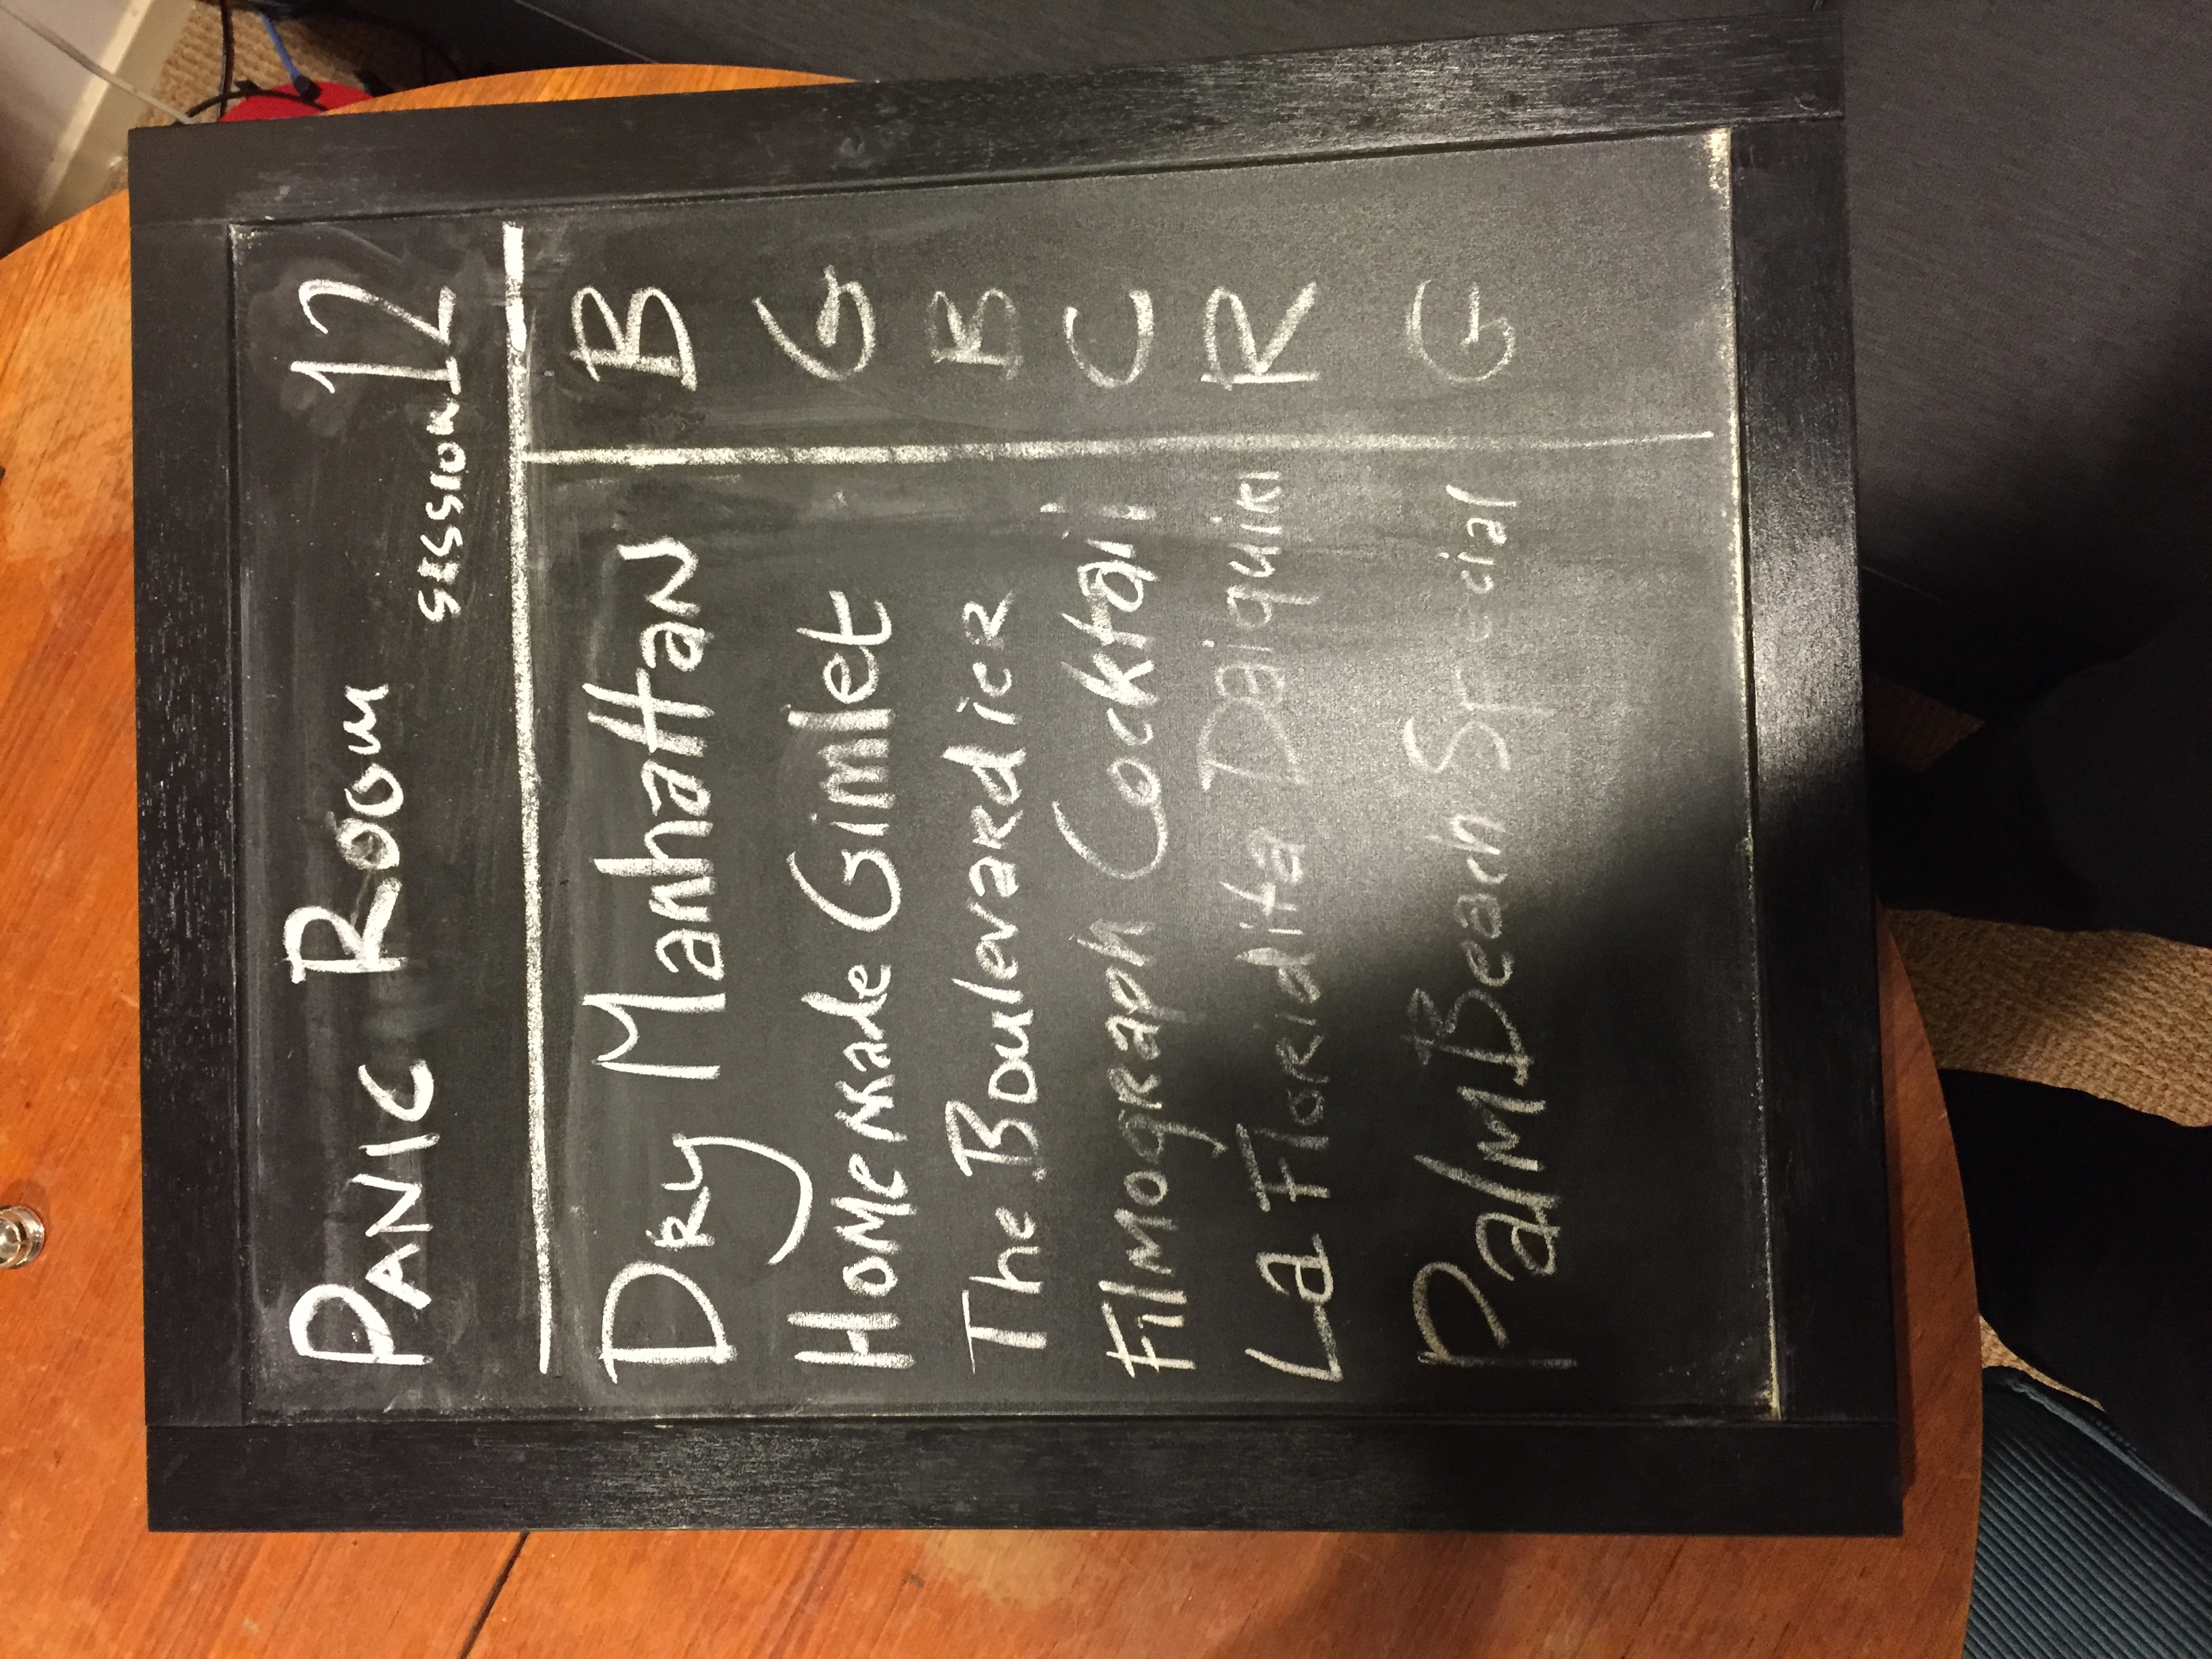 PANIC ROOM
SESSION 12
DRY MANHATTAN B
HOMEMADE GIMLET G
THE BOULEVARDIER B
FILMOGRAPH COCKTAIL C
LA FLORIDITA DAIQUIRI R
PALM BEACH SPECIAL G